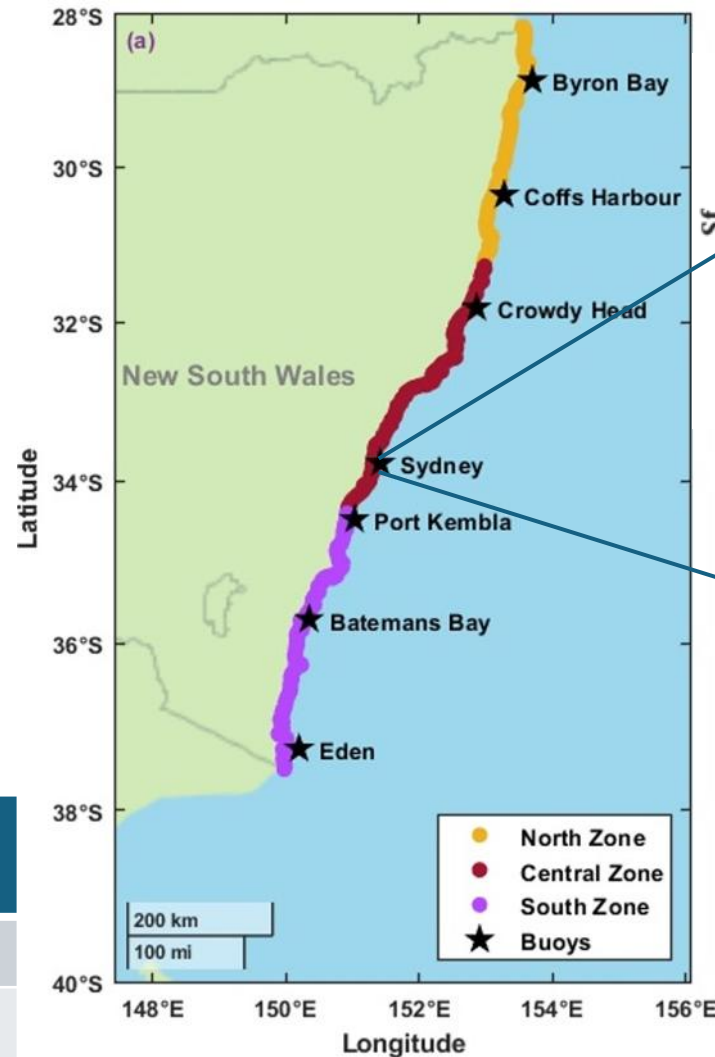 28°S
(a)
Byron Bay
30°S
Coffs Harbour
Sf
32°S
Crowdy Head
New South Wales
Latitude
34°S
Sydney
Port Kembla
Batemans Bay
36°S
Eden
38°S
North Zone
Central Zone
South Zone
Buoys
200 km
100 mi
40°S
148°E 150°E 152°E 154°E 156°E
Longitude